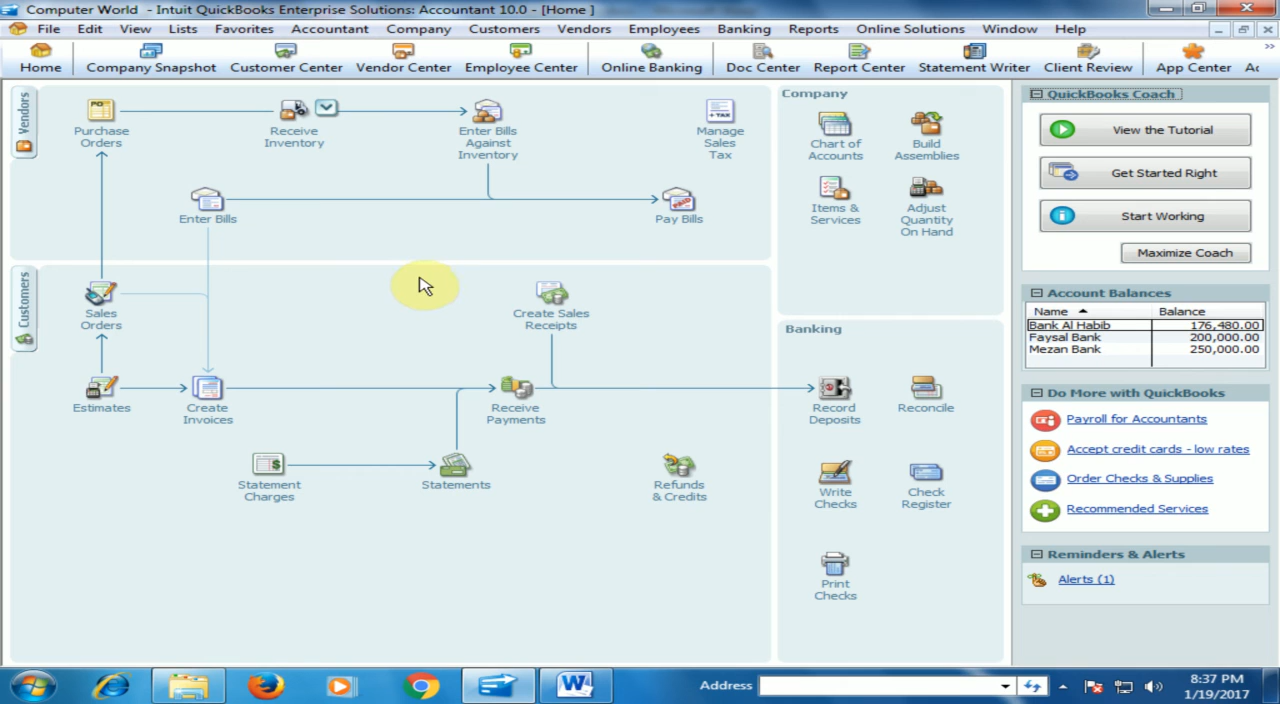 Computer World - Intuit QuickBooks Enterprise Solutions: Accountant 10.0 - [Home ]
File Edit View Lists Favorites Accountant Company Customers Vendors Employees Banking Reports Online Solutions Window Help
Home Company Snapshot Customer Center Vendor Center Employee Center Online Banking Doc Center Report Center Statement Writer Client Review App Center
Vendors
PO
Purchase
Orders
Receive
Inventory
Enter Bills
Against
Inventory
+ TAX
Manage
Sales
Tax
Enter Bills
PAID
Pay Bills
Customers
Sales
Orders
Create Sales
Receipts
Estimates
Create
Invoices
Receive
Payments
Statement
Charges
Statements
Refunds
& Credits
Company
Chart of
Accounts
Build
Assemblies
Items &
Services
Adjust
Quantity
On Hand
Banking
Record
Deposits
Reconcile
Write
Checks
Check
Register
Print
Checks
QuickBooks Coach
View the Tutorial
Get Started Right
Start Working
Maximize Coach
Account Balances
Name Balance
Bank Al Habib 176,480.00
Faysal Bank 200,000.00
Mezan Bank 250,000.00
Do More with QuickBooks
Payroll for Accountants
Accept credit cards - low rates
Order Checks & Supplies
Recommended Services
Reminders & Alerts
Alerts (1)
Address
8:37 PM
1/19/2017